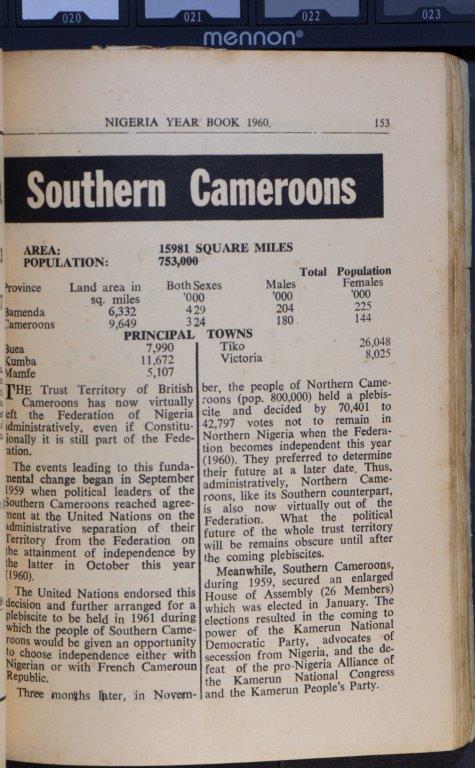 020 021 022 023
mennon®
NIGERIA YEAR BOOK 1960, 153
Southern Cameroons
AREA: 15981 SQUARE MILES
POPULATION: 753,000
Total Population
Province Land area in Both Sexes Males Females
sq. miles '000 '000 '000
Bamenda 6,332 429 204 225
Cameroons 9,649 324 180 144
PRINCIPAL TOWNS
Buea 7,990
Kumba 11,672
Mamfe 5,107
Tiko 26,048
Victoria 8,025
THE Trust Territory of British
Cameroons has now virtually
eft the Federation of Nigeria
dministratively, even if Constitu-
ionally it is still part of the Fede-
ation.
The events leading to this funda-
mental change began in September
1959 when political leaders of the
Southern Cameroons reached agree-
ment at the United Nations on the
administrative separation of their
Territory from the Federation on
the attainment of independence by
the latter in October this year
(1960).
The United Nations endorsed this
decision and further arranged for a
plebiscite to be held in 1961 during
which the people of Southern Came-
roons would be given an opportunity
to choose independence either with
Nigerian or with French Cameroun
Republic.
Three months later, in Novem-
ber, the people of Northern Came-
roons (pop. 800,000) held a plebis-
cite and decided by 70,401 to
42,797 votes not to remain in
Northern Nigeria when the Federa-
tion becomes independent this year
(1960). They preferred to determine
their future at a later date. Thus,
administratively, Northern Came-
roons, like its Southern counterpart,
is also now virtually out of the
Federation. What the political
future of the whole trust territory
will be remains obscure until after
the coming plebiscites.
Meanwhile, Southern Cameroons,
during 1959, secured an enlarged
House of Assembly (26 Members)
which was elected in January. The
elections resulted in the coming to
power of the Kamerun National
Democratic Party, advocates of
secession from Nigeria, and the de-
feat of the pro-Nigeria Alliance of
the Kamerun National Congress
and the Kamerun People's Party.